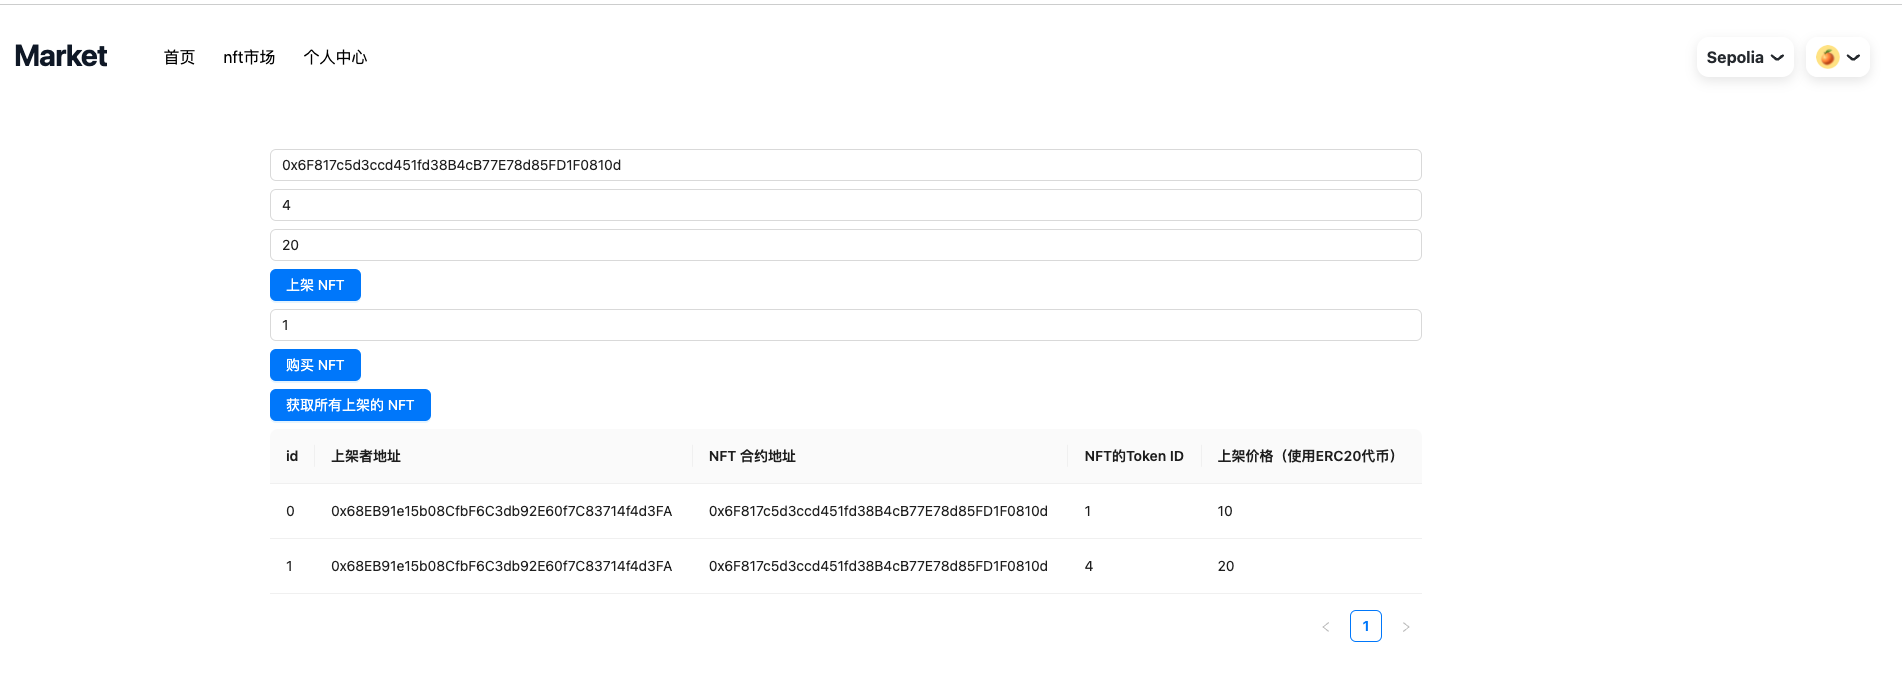 Market 首页 nft市场 个人中心 Sepolia
0x6F817c5d3ccd451fd38B4cB77E78d85FD1F0810d
4
20
上架 NFT
1
购买 NFT
获取所有上架的 NFT
id 上架者地址 NFT 合约地址 NFT的Token ID 上架价格（使用ERC20代币）
0 0x68EB91e15b08CfbF6C3db92E60f7C83714f4d3FA 0x6F817c5d3ccd451fd38B4cB77E78d85FD1F0810d 1 10
1 0x68EB91e15b08CfbF6C3db92E60f7C83714f4d3FA 0x6F817c5d3ccd451fd38B4cB77E78d85FD1F0810d 4 20
< 1 >